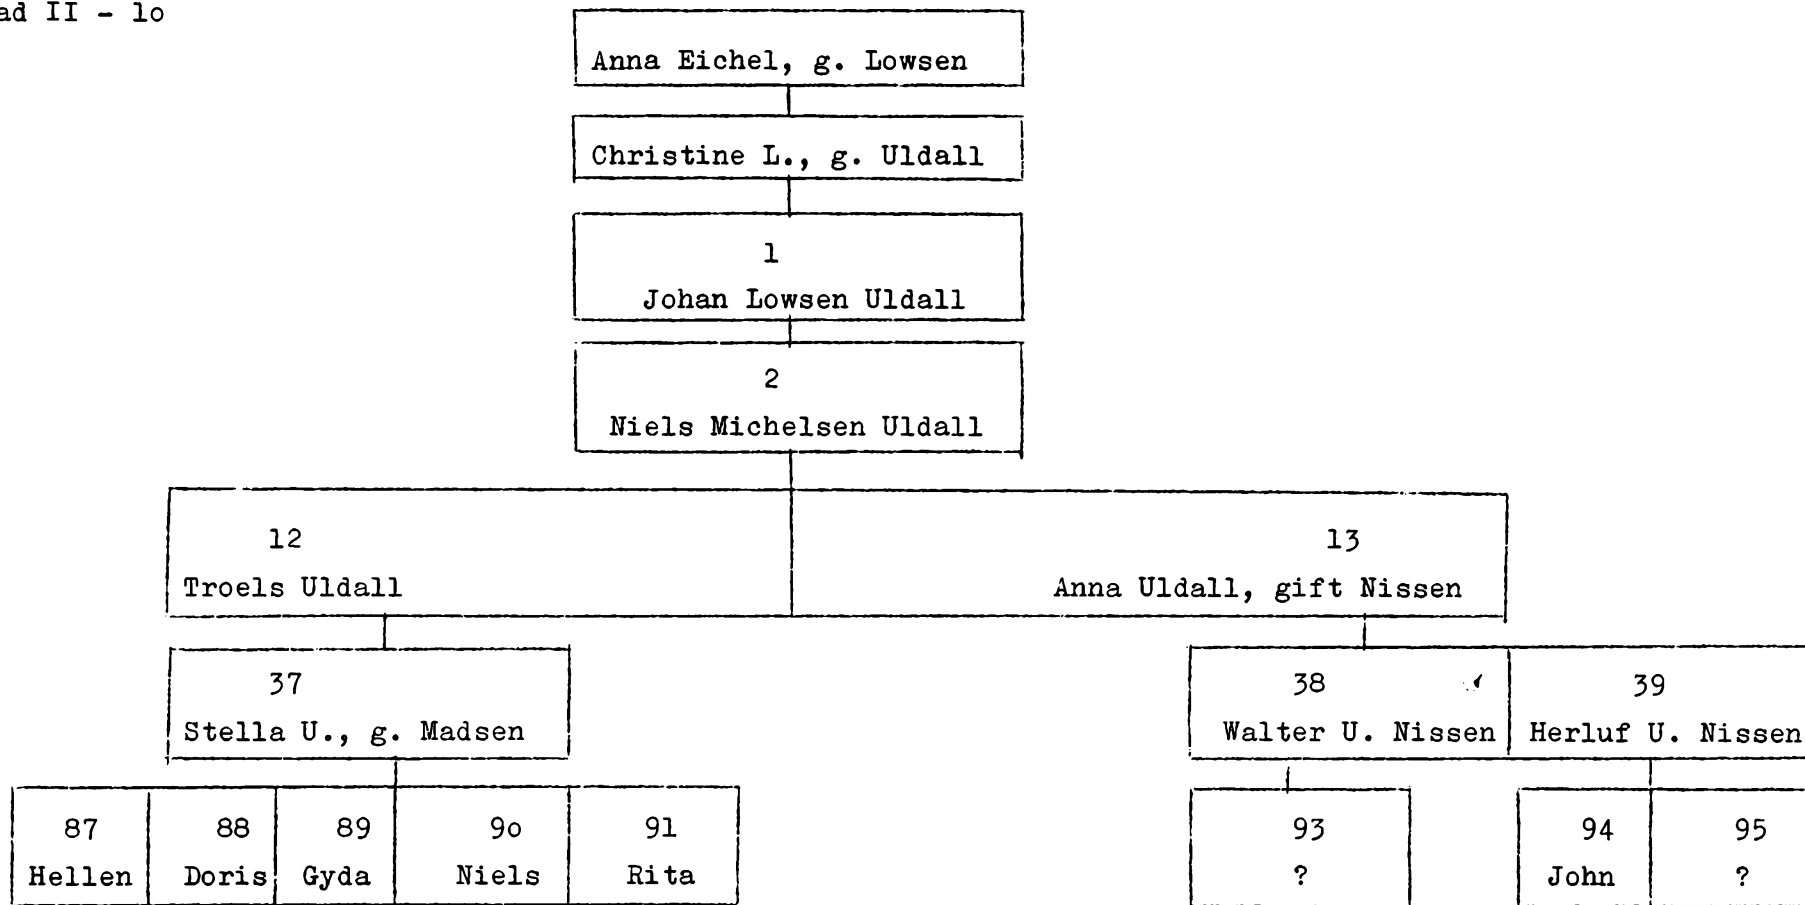 ad II - lo
Anna Eichel, g. Lowsen
Christine L., g. Uldall
1
Johan Lowsen Uldall
2
Niels Michelsen Uldall
12 13
Troels Uldall Anna Uldall, gift Nissen
37 38 39
Stella U., g. Madsen Walter U. Nissen Herluf U. Nissen
87 88 89 9o 91 93 94 95
Hellen Doris Gyda Niels Rita ? John ?